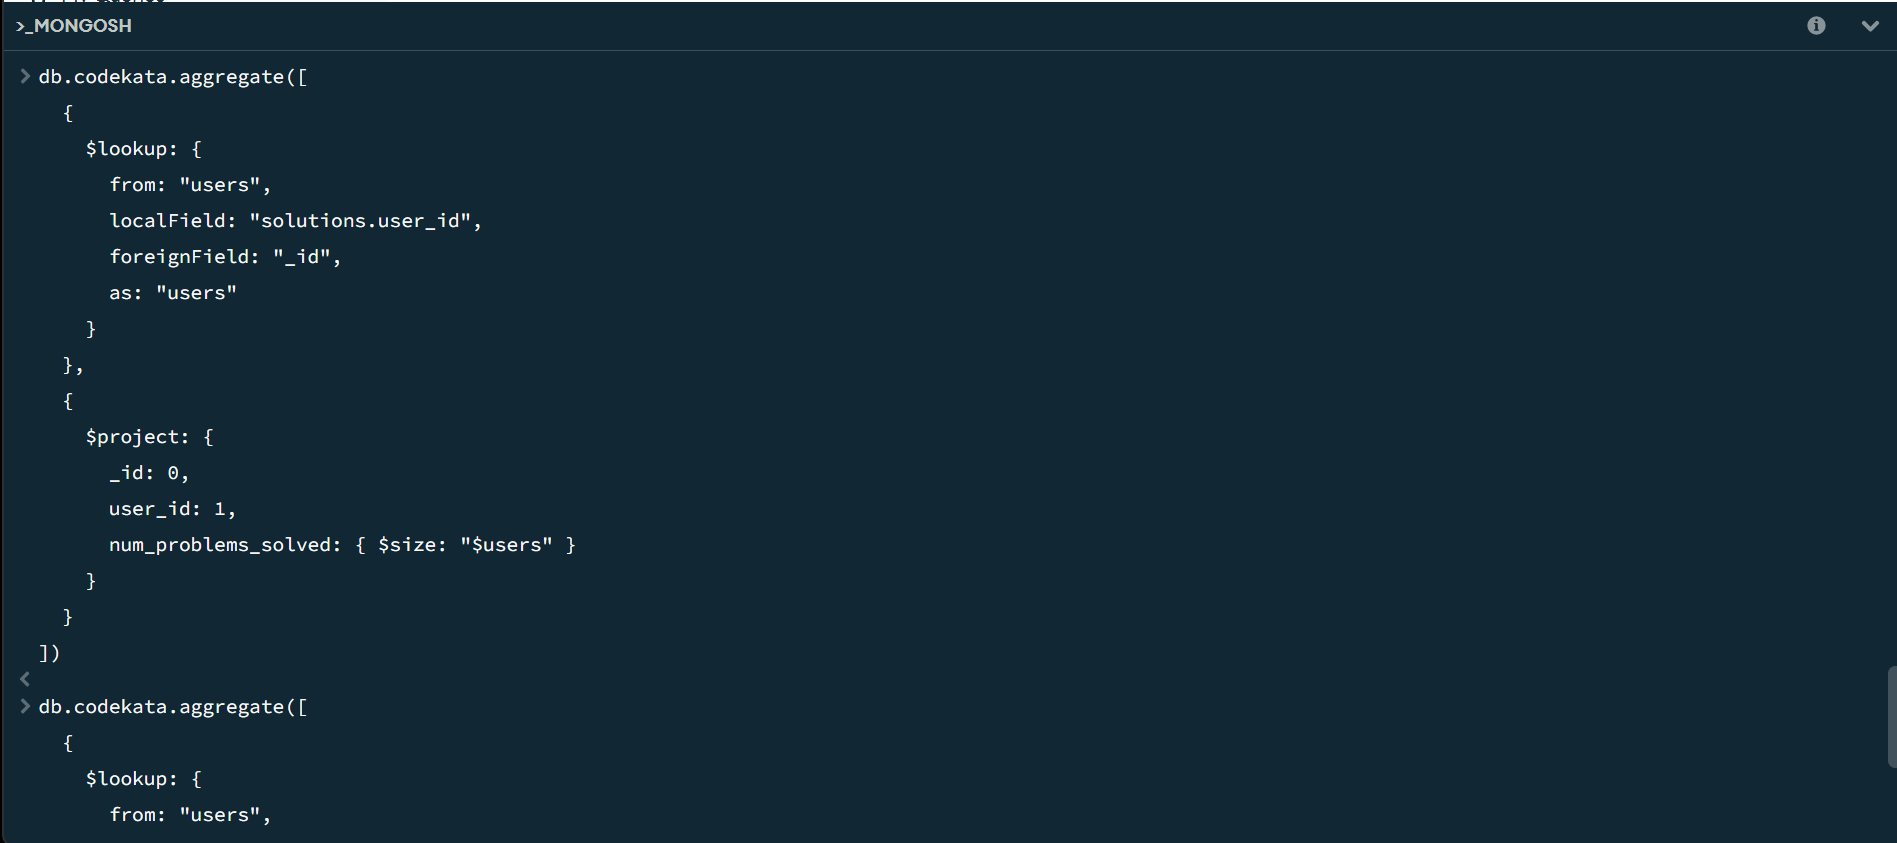 >_MONGOSH
> db.codekata.aggregate([
{
$lookup: {
from: "users",
localField: "solutions.user_id",
foreignField: "_id",
as: "users"
}
},
{
$project: {
_id: 0,
user_id: 1,
num_problems_solved: { $size: "$users" }
}
}
])
<
> db.codekata.aggregate([
{
$lookup: {
from: "users",